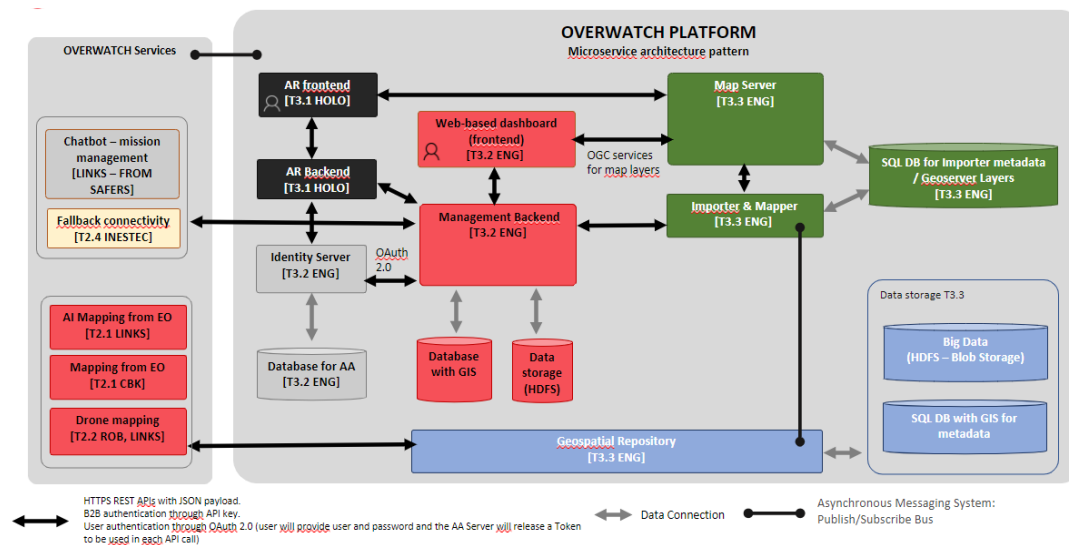 OVERWATCH Services
OVERWATCH PLATFORM
Microservice architecture pattern
AR frontend
[T3.1 HOLO]
Map Server
[T3.3 ENG]
Web-based dashboard
(frontend)
[T3.2 ENG]
OGC services
for map layers
Chatbot – mission
management
[LINKS – FROM
SAFERS]
AR Backend
[T3.1 HOLO]
SQL DB for Importer metadata
/ Geoserver Layers
[T3.3 ENG]
Fallback connectivity
[T2.4 INESTEC]
Management Backend
[T3.2 ENG]
Importer & Mapper
[T3.3 ENG]
Identity Server
[T3.2 ENG]
OAuth
2.0
Data storage T3.3
AI Mapping from EO
[T2.1 LINKS]
Mapping from EO
[T2.1 CBK]
Drone mapping
[T2.2 ROB, LINKS]
Database for AA
[T3.2 ENG]
Database
with GIS
Data
storage
(HDFS)
Big Data
(HDFS – Blob Storage)
SQL DB with GIS for
metadata
Geospatial Repository
[T3.3 ENG]
HTTPS REST APIs with JSON payload.
B2B authentication through API key.
User authentication through OAuth 2.0 (user will provide user and password and the AA Server will release a Token
to be used in each API call)
Data Connection
Asynchronous Messaging System:
Publish/Subscribe Bus